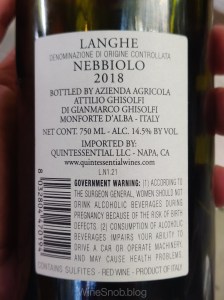 LANGHE
DENOMINAZIONE DI ORIGINE CONTROLLATA
NEBBIOLO
2018
BOTTLED BY AZIENDA AGRICOLA
ATTILIO GHISOLFI
DI GIANMARCO GHISOLFI
MONFORTE D'ALBA - ITALY
NET CONT. 750 ML - ALC. 14.5% BY VOL.
IMPORTED BY:
QUINTESSENTIAL LLC - NAPA, CA
www.quintessentialwines.com
LN121
GOVERNMENT WARNING: (1) ACCORDING TO
THE SURGEON GENERAL, WOMEN SHOULD NOT
DRINK ALCOHOLIC BEVERAGES DURING
PREGNANCY BECAUSE OF THE RISK OF BIRTH
DEFECTS. (2) CONSUMPTION OF ALCOHOLIC
BEVERAGES IMPAIRS YOUR ABILITY TO
DRIVE A CAR OR OPERATE MACHINERY,
AND MAY CAUSE HEALTH PROBLEMS.
CONTAINS SULFITES - RED WINE - PRODUCT OF ITALY
WineSnob.blog